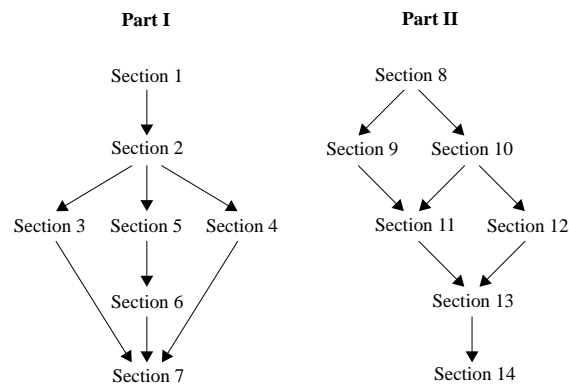 Part I
Section 1
Section 2
Section 3 Section 5 Section 4
Section 6
Section 7
Part II
Section 8
Section 9 Section 10
Section 11 Section 12
Section 13
Section 14